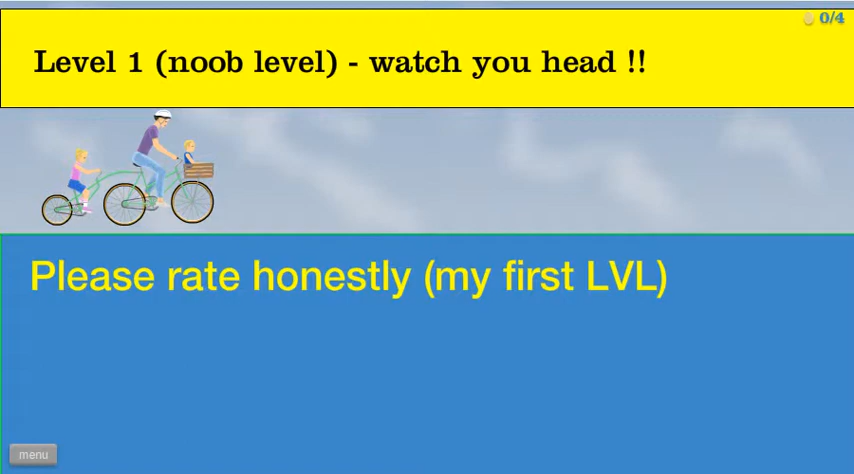 0/4
Level 1 (noob level) - watch you head !!
Please rate honestly (my first LVL)
menu